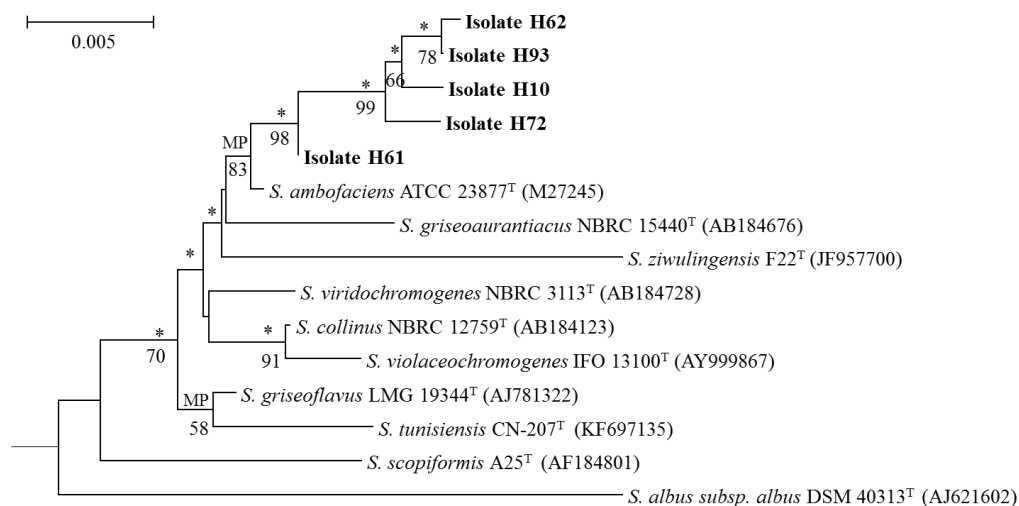 *
Isolate H62
0.005
*
78
Isolate H93
*
66
Isolate H10
*
99
Isolate H72
*
98
MP
83
Isolate H61
S. ambofaciens ATCC 23877ᵀ (M27245)
*
S. griseoaurantiacus NBRC 15440ᵀ (AB184676)
*
S. ziwulingensis F22ᵀ (JF957700)
S. viridochromogenes NBRC 3113ᵀ (AB184728)
*
S. collinus NBRC 12759ᵀ (AB184123)
*
70
91
S. violaceochromogenes IFO 13100ᵀ (AY999867)
MP
58
S. griseoflavus LMG 19344ᵀ (AJ781322)
S. tunisiensis CN-207ᵀ (KF697135)
S. scopiformis A25ᵀ (AF184801)
S. albus subsp. albus DSM 40313ᵀ (AJ621602)